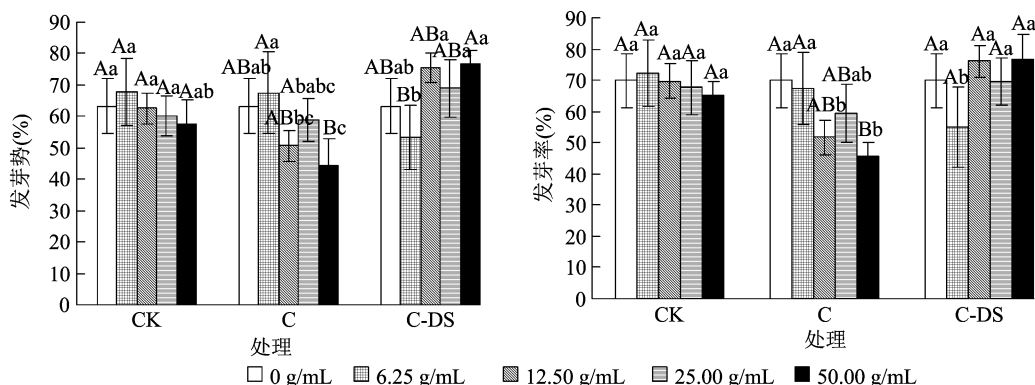 90
80
70
60
50
40
30
20
10
0
发芽势(%)
Aa Aa Aa Aa Aab
ABab Aa ABbc Ababc Bc
ABab Bb ABa ABa Aa
CK C C-DS
处理
90
80
70
60
50
40
30
20
10
0
发芽率(%)
Aa Aa Aa Aa Aa
Aa Aa ABb ABab Bb
Aa Ab Aa Aa Aa
CK C C-DS
处理
0 g/mL 6.25 g/mL 12.50 g/mL 25.00 g/mL 50.00 g/mL